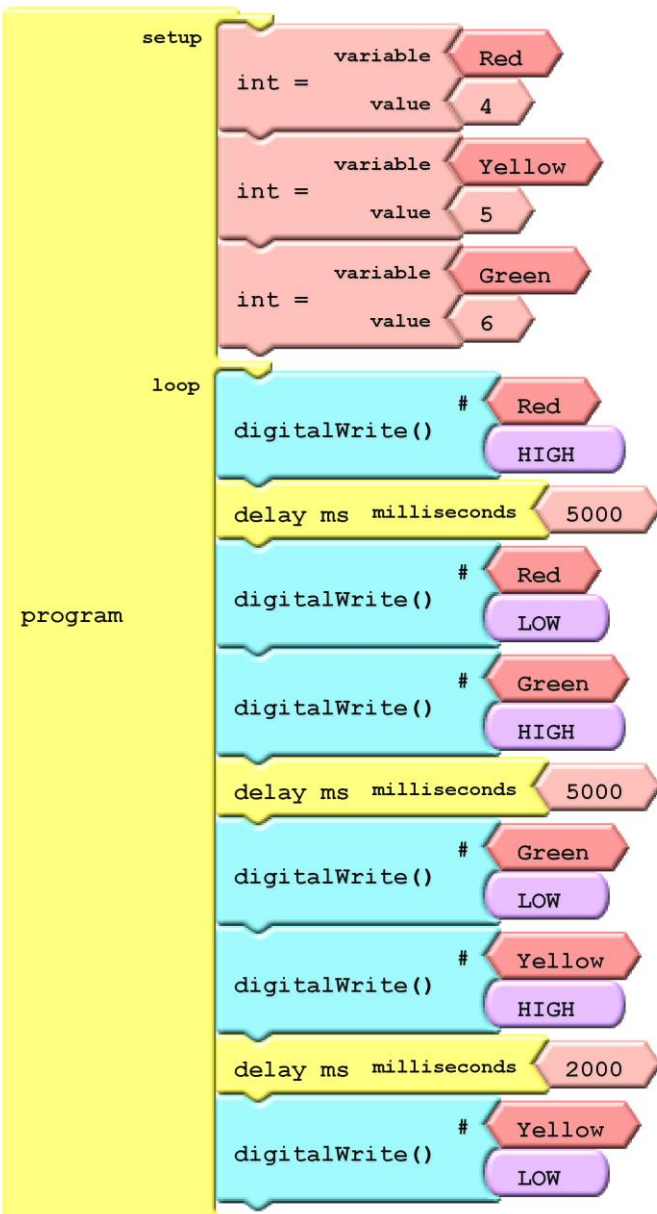 setup
variable Red
int =
value 4
variable Yellow
int =
value 5
variable Green
int =
value 6
loop
# Red
digitalWrite()
HIGH
delay ms milliseconds 5000
# Red
digitalWrite()
LOW
program
# Green
digitalWrite()
HIGH
delay ms milliseconds 5000
# Green
digitalWrite()
LOW
# Yellow
digitalWrite()
HIGH
delay ms milliseconds 2000
# Yellow
digitalWrite()
LOW